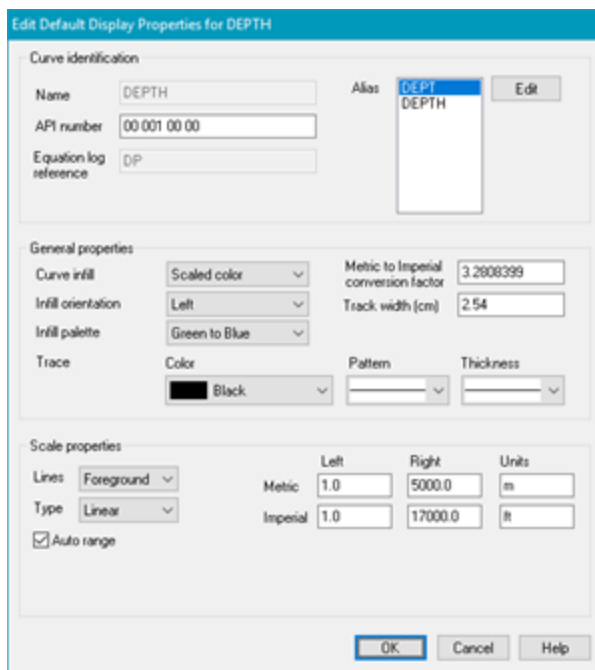 Edit Default Display Properties for DEPTH
Curve identification
Name DEPTH
Alias DEPT
DEPTH
Edit
API number 00 001 00 00
Equation log
reference DP
General properties
Curve infill Scaled color
Metric to Imperial
conversion factor 3.2808399
Infill orientation Left
Track width (cm) 2.54
Infill palette Green to Blue
Trace Color Pattern Thickness
Black
Scale properties
Left Right Units
Lines Foreground
Metric 1.0 5000.0 m
Type Linear
Imperial 1.0 17000.0 ft
Auto range
OK Cancel Help